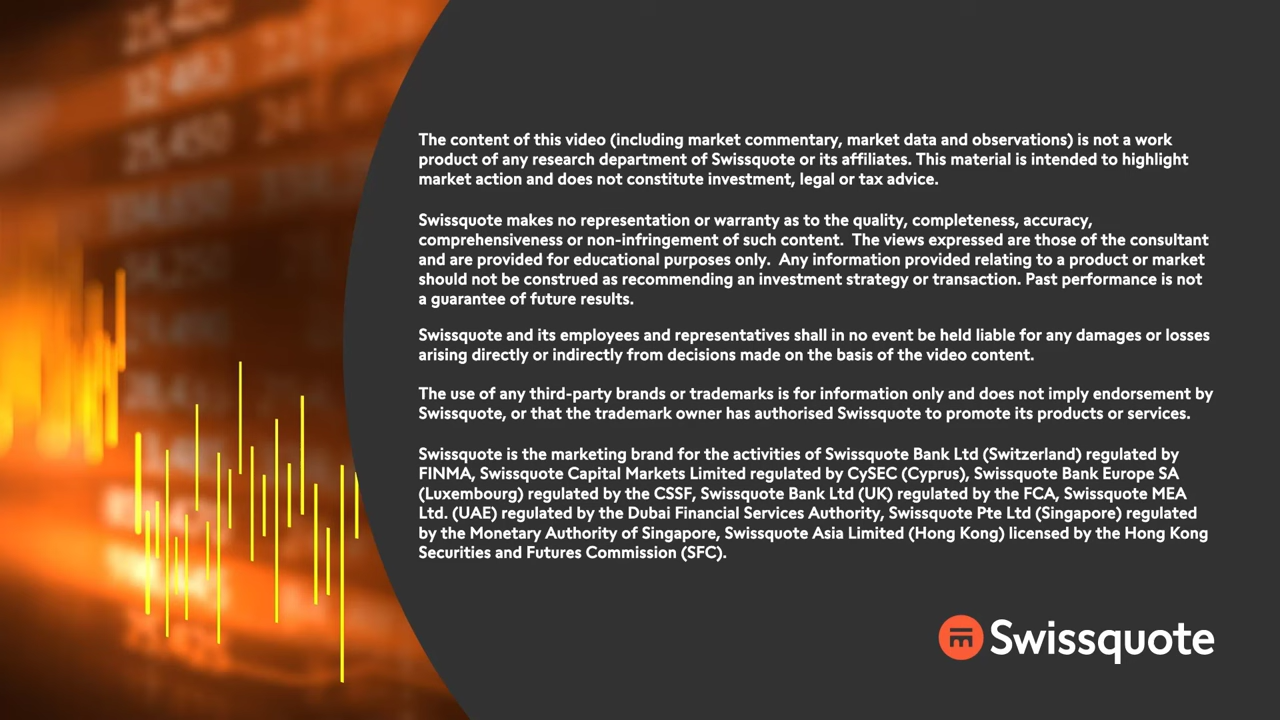 The content of this video (including market commentary, market data and observations) is not a work
product of any research department of Swissquote or its affiliates. This material is intended to highlight
market action and does not constitute investment, legal or tax advice.
Swissquote makes no representation or warranty as to the quality, completeness, accuracy,
comprehensiveness or non-infringement of such content. The views expressed are those of the consultant
and are provided for educational purposes only. Any information provided relating to a product or market
should not be construed as recommending an investment strategy or transaction. Past performance is not
a guarantee of future results.
Swissquote and its employees and representatives shall in no event be held liable for any damages or losses
arising directly or indirectly from decisions made on the basis of the video content.
The use of any third-party brands or trademarks is for information only and does not imply endorsement by
Swissquote, or that the trademark owner has authorised Swissquote to promote its products or services.
Swissquote is the marketing brand for the activities of Swissquote Bank Ltd (Switzerland) regulated by
FINMA, Swissquote Capital Markets Limited regulated by CySEC (Cyprus), Swissquote Bank Europe SA
(Luxembourg) regulated by the CSSF, Swissquote Bank Ltd (UK) regulated by the FCA, Swissquote MEA
Ltd. (UAE) regulated by the Dubai Financial Services Authority, Swissquote Pte Ltd (Singapore) regulated
by the Monetary Authority of Singapore, Swissquote Asia Limited (Hong Kong) licensed by the Hong Kong
Securities and Futures Commission (SFC).
Swissquote